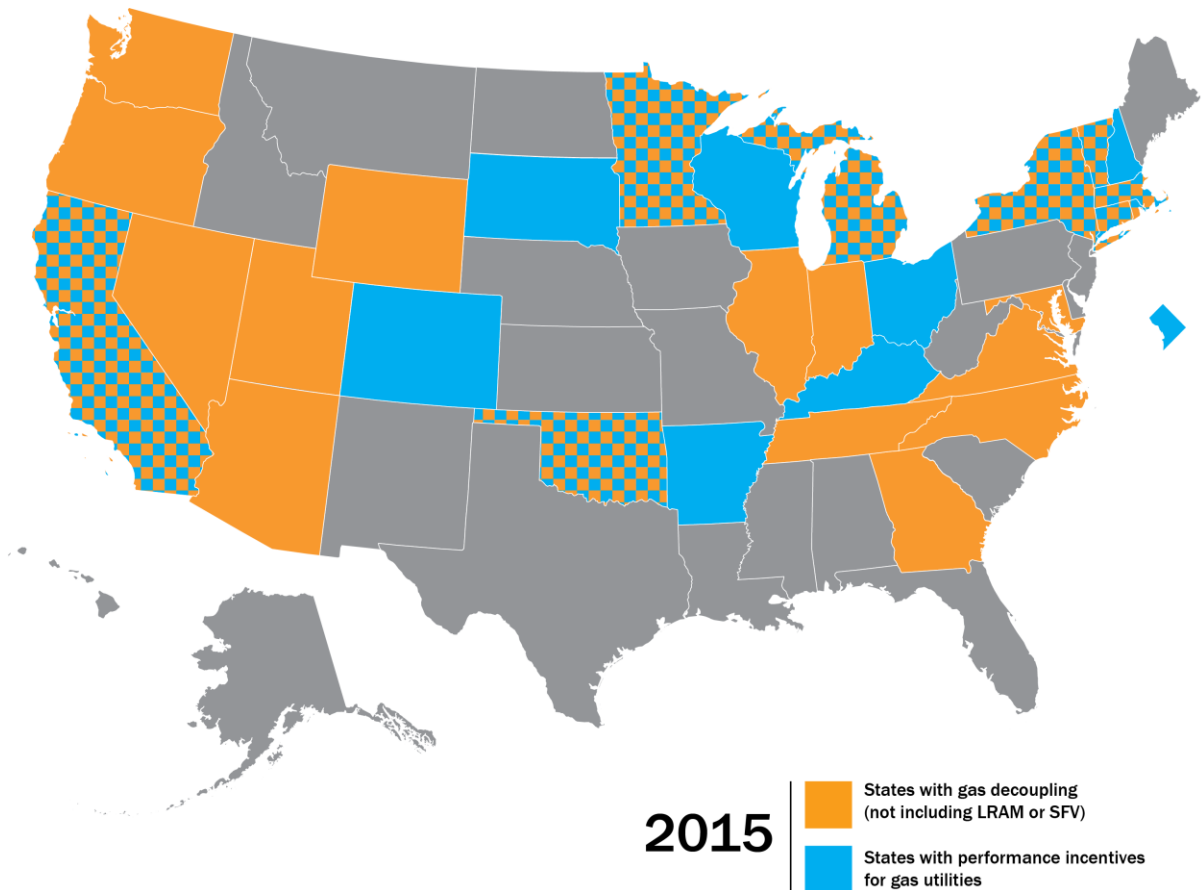 2015
States with gas decoupling
(not including LRAM or SFV)
States with performance incentives
for gas utilities